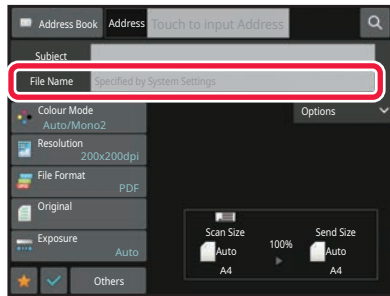 Address Book Address Touch to input Address
Subject
File Name Specified by System Settings
Colour Mode
Auto/Mono2
Options
Resolution
200x200dpi
File Format
PDF
Original
Exposure
Auto
Scan Size
Auto
A4
100%
Send Size
Auto
A4
Others